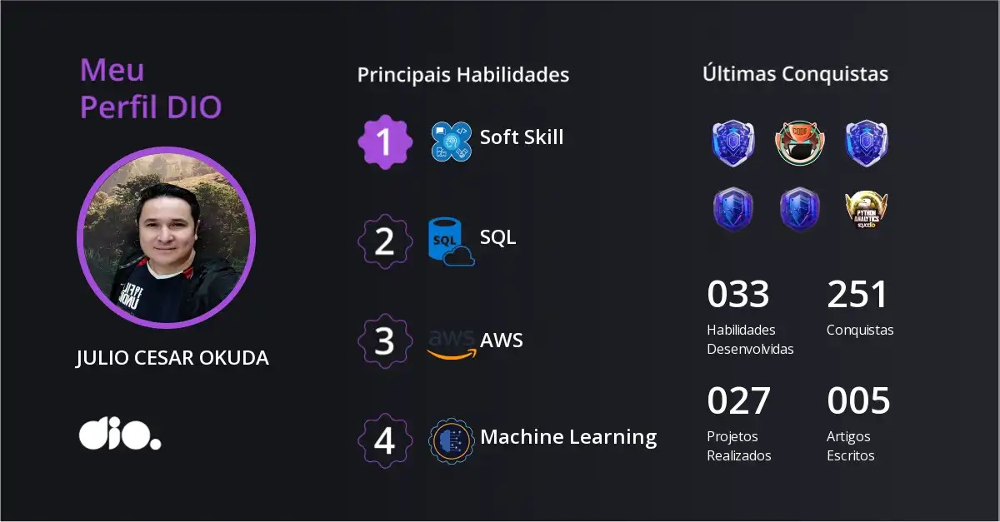 Meu
Perfil DIO
JULIO CESAR OKUDA
dio.
Principais Habilidades
1
Soft Skill
2
SQL
SQL
3
aws
AWS
4
Machine Learning
Últimas Conquistas
CODE
PYTHON
ANALYTICS
033
Habilidades
Desenvolvidas
251
Conquistas
027
Projetos
Realizados
005
Artigos
Escritos